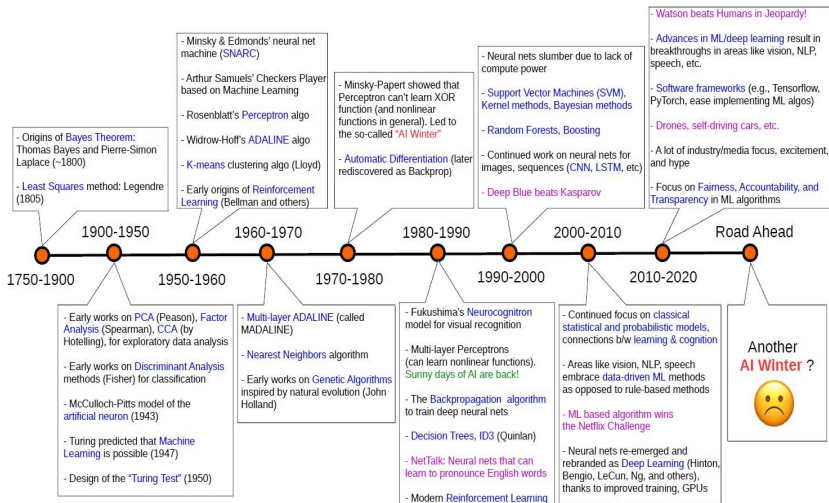 - Origins of Bayes Theorem:
Thomas Bayes and Pierre-Simon
Laplace (~1800)
- Least Squares method: Legendre
(1805)
- Minsky & Edmonds' neural net
machine (SNARC)
- Arthur Samuels' Checkers Player
based on Machine Learning
- Rosenblatt's Perceptron algo
- Widrow-Hoff's ADALINE algo
- K-means clustering algo (Lloyd)
- Early origins of Reinforcement
Learning (Bellman and others)
- Minsky-Papert showed that
Perceptron can't learn XOR
function (and nonlinear
functions in general). Led to
the so-called "AI Winter"
- Automatic Differentiation (later
rediscovered as Backprop)
- Neural nets slumber due to lack of
compute power
- Support Vector Machines (SVM),
Kernel methods, Bayesian methods
- Random Forests, Boosting
- Continued work on neural nets for
images, sequences (CNN, LSTM, etc)
- Deep Blue beats Kasparov
- Watson beats Humans in Jeopardy!
- Advances in ML/deep learning result in
breakthroughs in areas like vision, NLP,
speech, etc.
- Software frameworks (e.g., Tensorflow,
PyTorch, ease implementing ML algos)
- Drones, self-driving cars, etc.
- A lot of industry/media focus, excitement,
and hype
- Focus on Fairness, Accountability, and
Transparency in ML algorithms
1900-1950
1960-1970
1980-1990
2000-2010
Road Ahead
1750-1900
1950-1960
1970-1980
1990-2000
2010-2020
- Early works on PCA (Peason), Factor
Analysis (Spearman), CCA (by
Hotelling), for exploratory data analysis
- Early works on Discriminant Analysis
methods (Fisher) for classification
- McCulloch-Pitts model of the
artificial neuron (1943)
- Turing predicted that Machine
Learning is possible (1947)
- Design of the "Turing Test" (1950)
- Multi-layer ADALINE (called
MADALINE)
- Nearest Neighbors algorithm
- Early works on Genetic Algorithms
inspired by natural evolution (John
Holland)
- Fukushima's Neurocognitron
model for visual recognition
- Multi-layer Perceptrons
(can learn nonlinear functions).
Sunny days of AI are back!
- The Backpropagation algorithm
to train deep neural nets
- Decision Trees, ID3 (Quinlan)
- NetTalk: Neural nets that can
learn to pronounce English words
- Modern Reinforcement Learning
- Continued focus on classical
statistical and probabilistic models,
connections b/w learning & cognition
- Areas like vision, NLP, speech
embrace data-driven ML methods
as opposed to rule-based methods
- ML based algorithm wins
the Netflix Challenge
- Neural nets re-emerged and
rebranded as Deep Learning (Hinton,
Bengio, LeCun, Ng, and others),
thanks to improved training, GPUs
Another
AI Winter ?